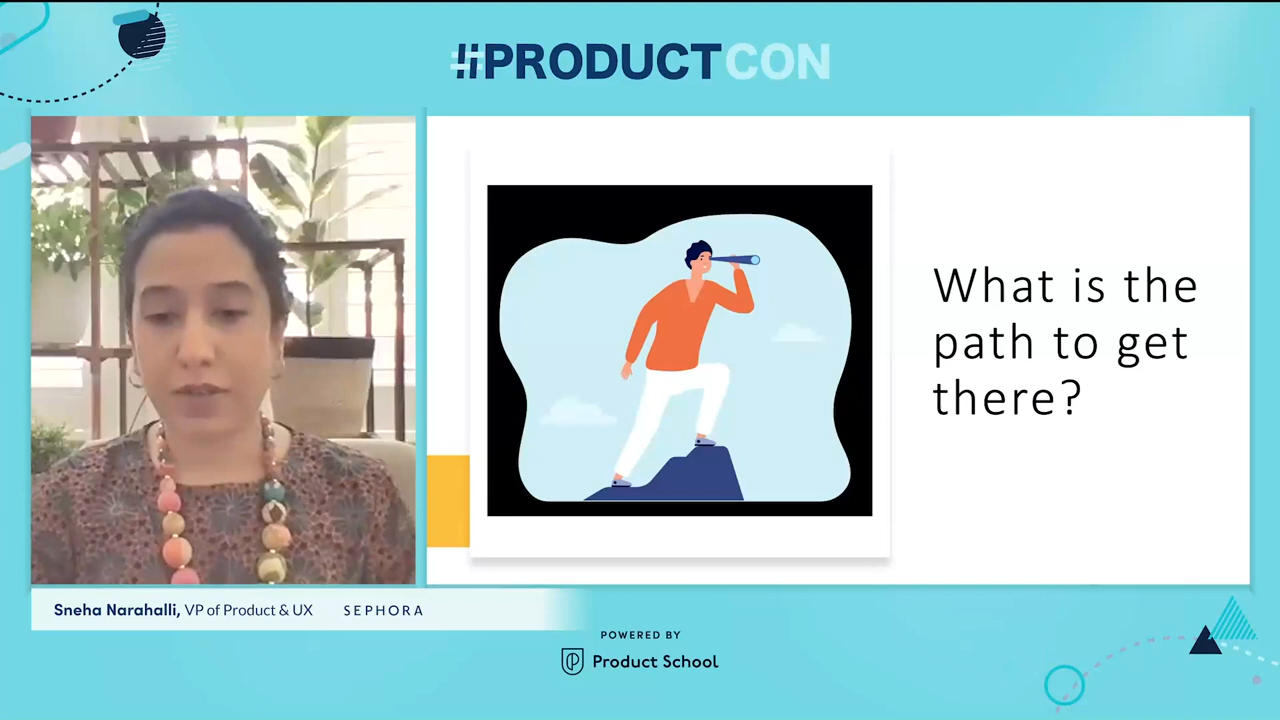 #PRODUCTCON
What is the
path to get
there?
Sneha Narahalli, VP of Product & UX SEPHORA
POWERED BY
Product School